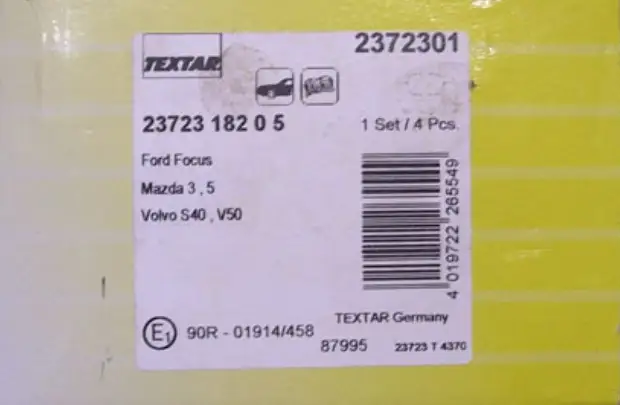 TEXTAR
2372301
23723 182 0 5
1 Set / 4 Pcs.
Ford Focus
Mazda 3 , 5
Volvo S40 , V50
4 019722 265549
E1 90R - 01914/458
TEXTAR Germany
87995
23723 T 4370